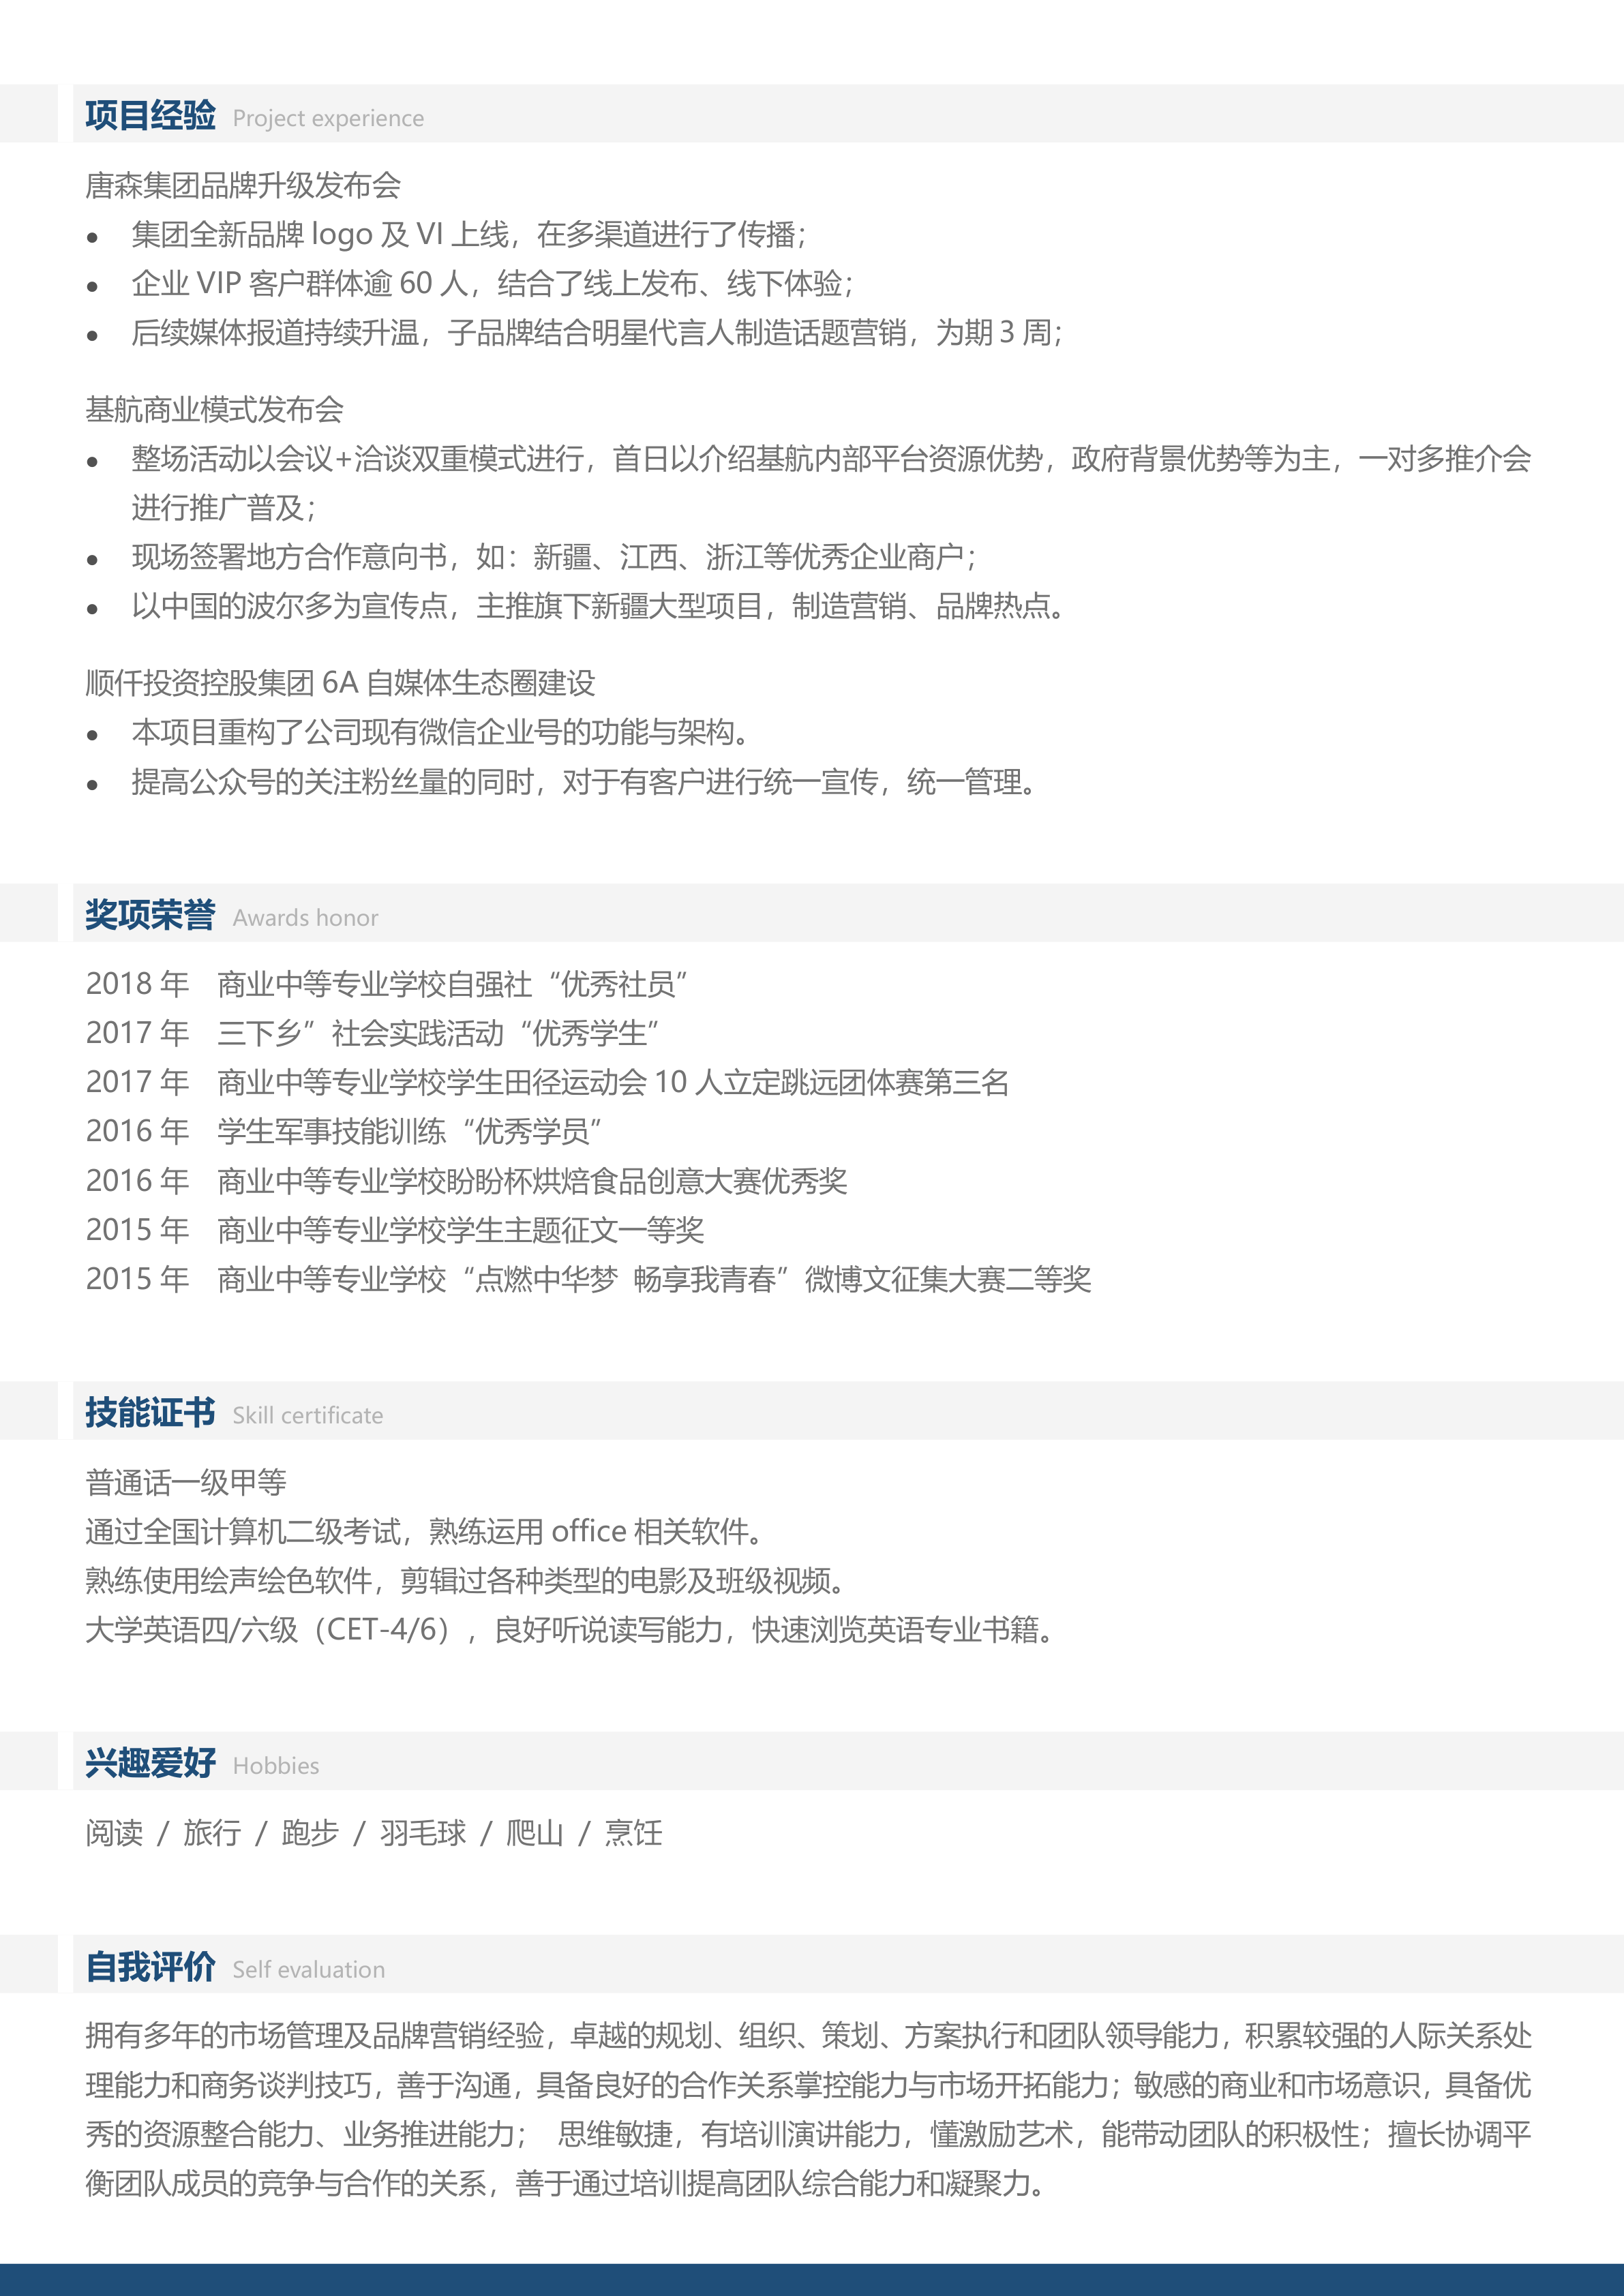 项目经验 Project experience
唐森集团品牌升级发布会
● 集团全新品牌 logo 及 VI 上线，在多渠道进行了传播；
● 企业 VIP 客户群体逾 60 人，结合了线上发布、线下体验；
● 后续媒体报道持续升温，子品牌结合明星代言人制造话题营销，为期 3 周；
基航商业模式发布会
● 整场活动以会议+洽谈双重模式进行，首日以介绍基航内部平台资源优势，政府背景优势等为主，一对多推介会
进行推广普及；
● 现场签署地方合作意向书，如：新疆、江西、浙江等优秀企业商户；
● 以中国的波尔多为宣传点，主推旗下新疆大型项目，制造营销、品牌热点。
顺仟投资控股集团 6A 自媒体生态圈建设
● 本项目重构了公司现有微信企业号的功能与架构。
● 提高公众号的关注粉丝量的同时，对于有客户进行统一宣传，统一管理。
奖项荣誉 Awards honor
2018 年 商业中等专业学校自强社“优秀社员”
2017 年 三下乡”社会实践活动“优秀学生”
2017 年 商业中等专业学校学生田径运动会 10 人立定跳远团体赛第三名
2016 年 学生军事技能训练“优秀学员”
2016 年 商业中等专业学校盼盼杯烘焙食品创意大赛优秀奖
2015 年 商业中等专业学校学生主题征文一等奖
2015 年 商业中等专业学校“点燃中华梦 畅享我青春”微博文征集大赛二等奖
技能证书 Skill certificate
普通话一级甲等
通过全国计算机二级考试，熟练运用 office 相关软件。
熟练使用绘声绘色软件，剪辑过各种类型的电影及班级视频。
大学英语四/六级（CET-4/6），良好听说读写能力，快速浏览英语专业书籍。
兴趣爱好 Hobbies
阅读 / 旅行 / 跑步 / 羽毛球 / 爬山 / 烹饪
自我评价 Self evaluation
拥有多年的市场管理及品牌营销经验，卓越的规划、组织、策划、方案执行和团队领导能力，积累较强的人际关系处
理能力和商务谈判技巧，善于沟通，具备良好的合作关系掌控能力与市场开拓能力；敏感的商业和市场意识，具备优
秀的资源整合能力、业务推进能力； 思维敏捷，有培训演讲能力，懂激励艺术，能带动团队的积极性；擅长协调平
衡团队成员的竞争与合作的关系，善于通过培训提高团队综合能力和凝聚力。